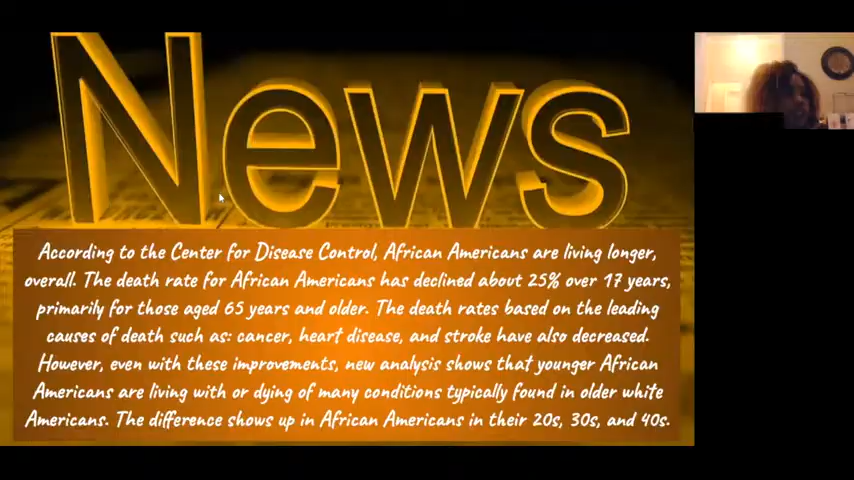 News
According to the Center for Disease Control, African Americans are living longer,
overall. The death rate for African Americans has declined about 25% over 17 years,
primarily for those aged 65 years and older. The death rates based on the leading
causes of death such as: cancer, heart disease, and stroke have also decreased.
However, even with these improvements, new analysis shows that younger African
Americans are living with or dying of many conditions typically found in older white
Americans. The difference shows up in African Americans in their 20s, 30s, and 40s.